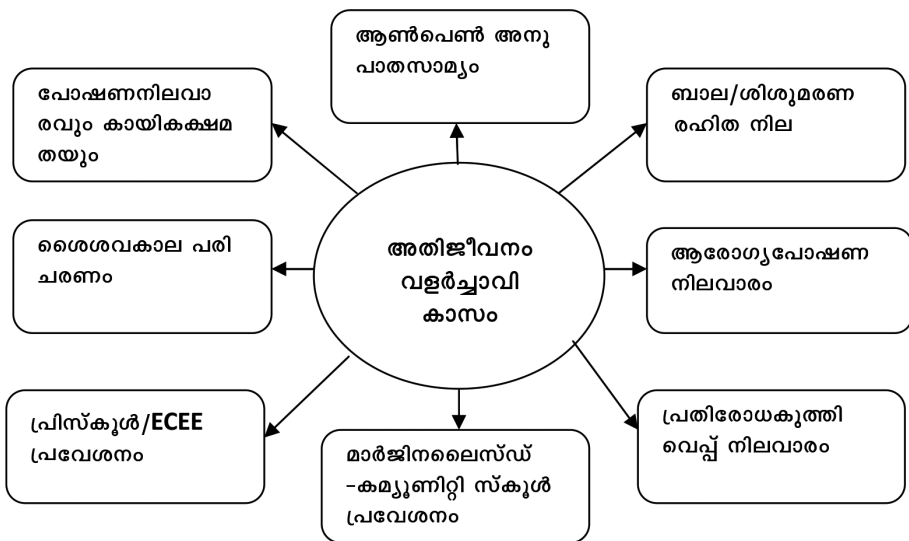 ആൺപെൺ അനു
പാതസാമ്യം
പോഷണനിലവാ
രവും കായികക്ഷമ
തയും
ബാല/ശിശുമരണ
രഹിത നില
അതിജീവനം
വളർച്ചാവി
കാസം
ശൈശവകാല പരി
ചരണം
ആരോഗ്യപോഷണ
നിലവാരം
പ്രിസ്കൂൾ/ECEE
പ്രവേശനം
മാർജിനലൈസ്ഡ്
-കമ്യൂണിറ്റി സ്കൂൾ
പ്രവേശനം
പ്രതിരോധകുത്തി
വെപ്പ് നിലവാരം